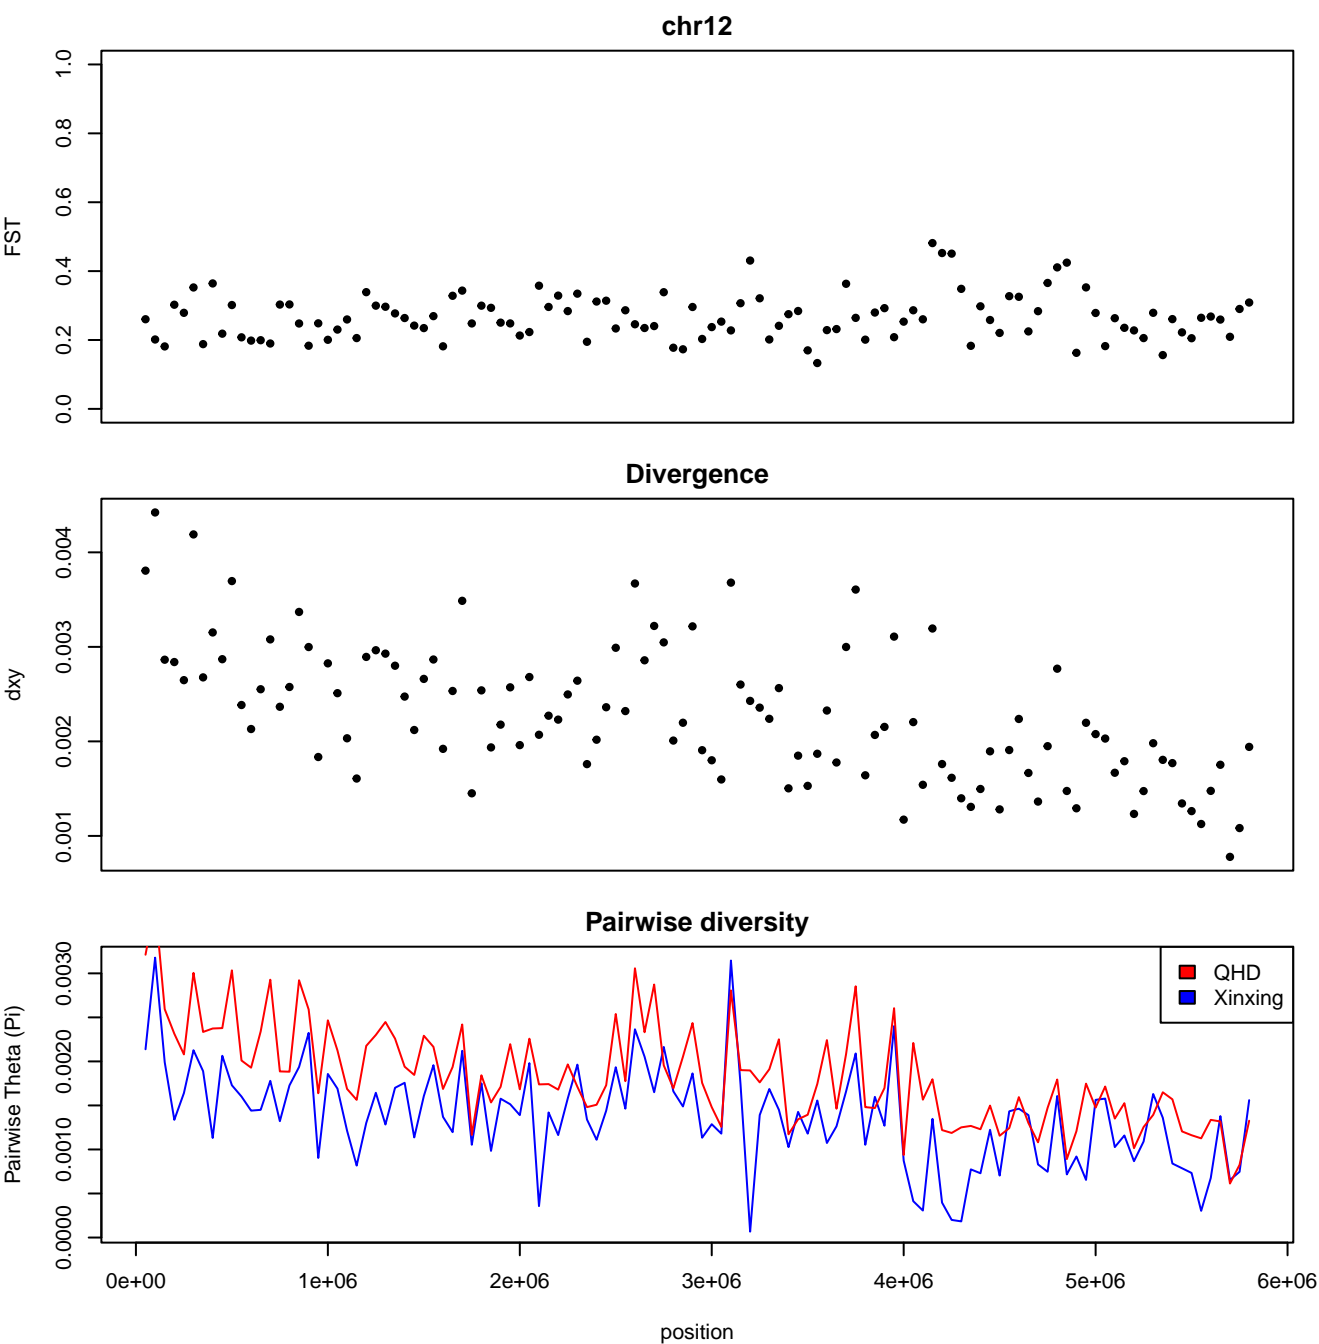 chr12
1.0
0.8
0.6
0.4
0.2
0.0
FST
Divergence
0.004
0.003
0.002
0.001
dxy
Pairwise diversity
0.0030
0.0020
0.0010
0.0000
Pairwise Theta (Pi)
QHD
Xinxing
0e+00 1e+06 2e+06 3e+06 4e+06 5e+06 6e+06
position